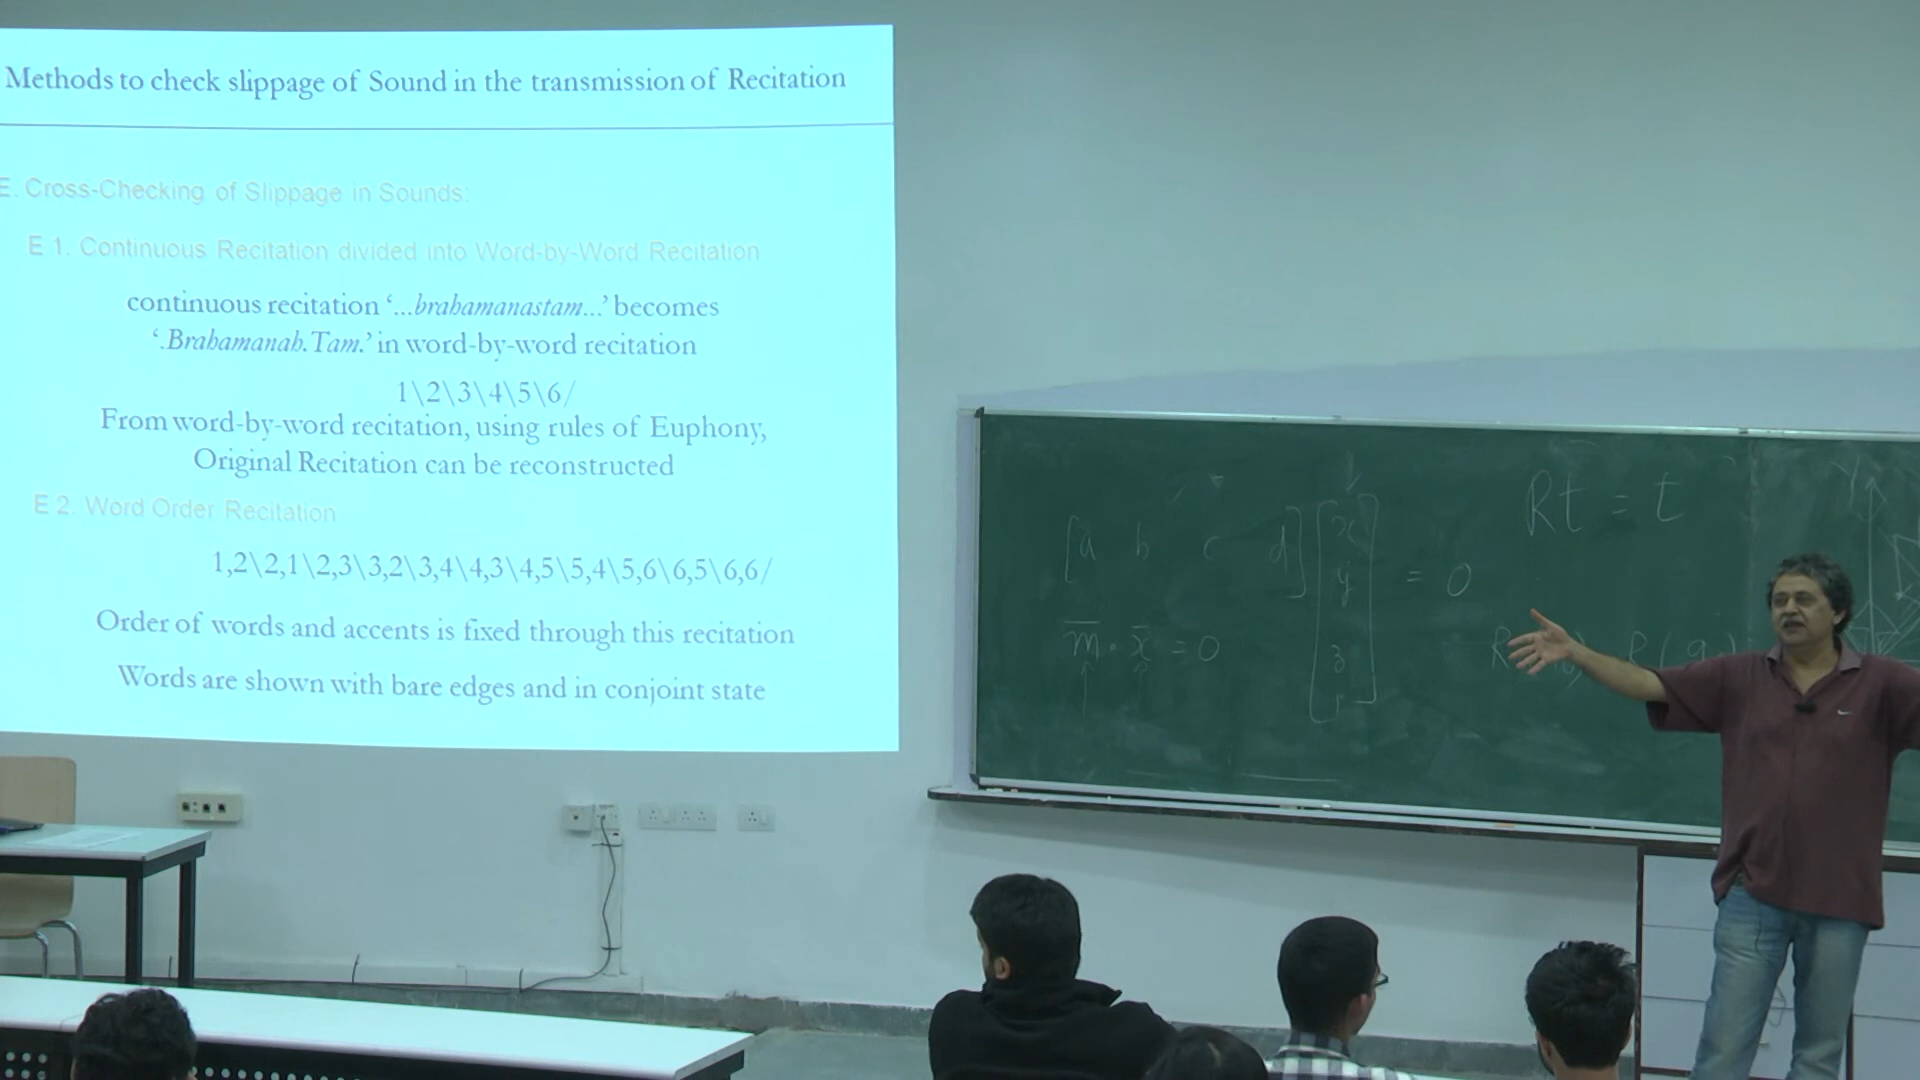 Methods to check slippage of Sound in the transmission of Recitation
E. Cross-Checking of Slippage in Sounds:
E 1. Continuous Recitation divided into Word-by-Word Recitation
continuous recitation ‘...brahamanastam...’ becomes
‘.Brahamanah.Tam.’ in word-by-word recitation
1\2\3\4\5\6/
From word-by-word recitation, using rules of Euphony,
Original Recitation can be reconstructed
E 2. Word Order Recitation
1,2\2,1\2,3\3,2\3,4\4,3\4,5\5,4\5,6\6,5\6,6/
Order of words and accents is fixed through this recitation
Words are shown with bare edges and in conjoint state
[a b c d]
x
y
z
= 0
m̄ · x̄ = 0
Rt = t